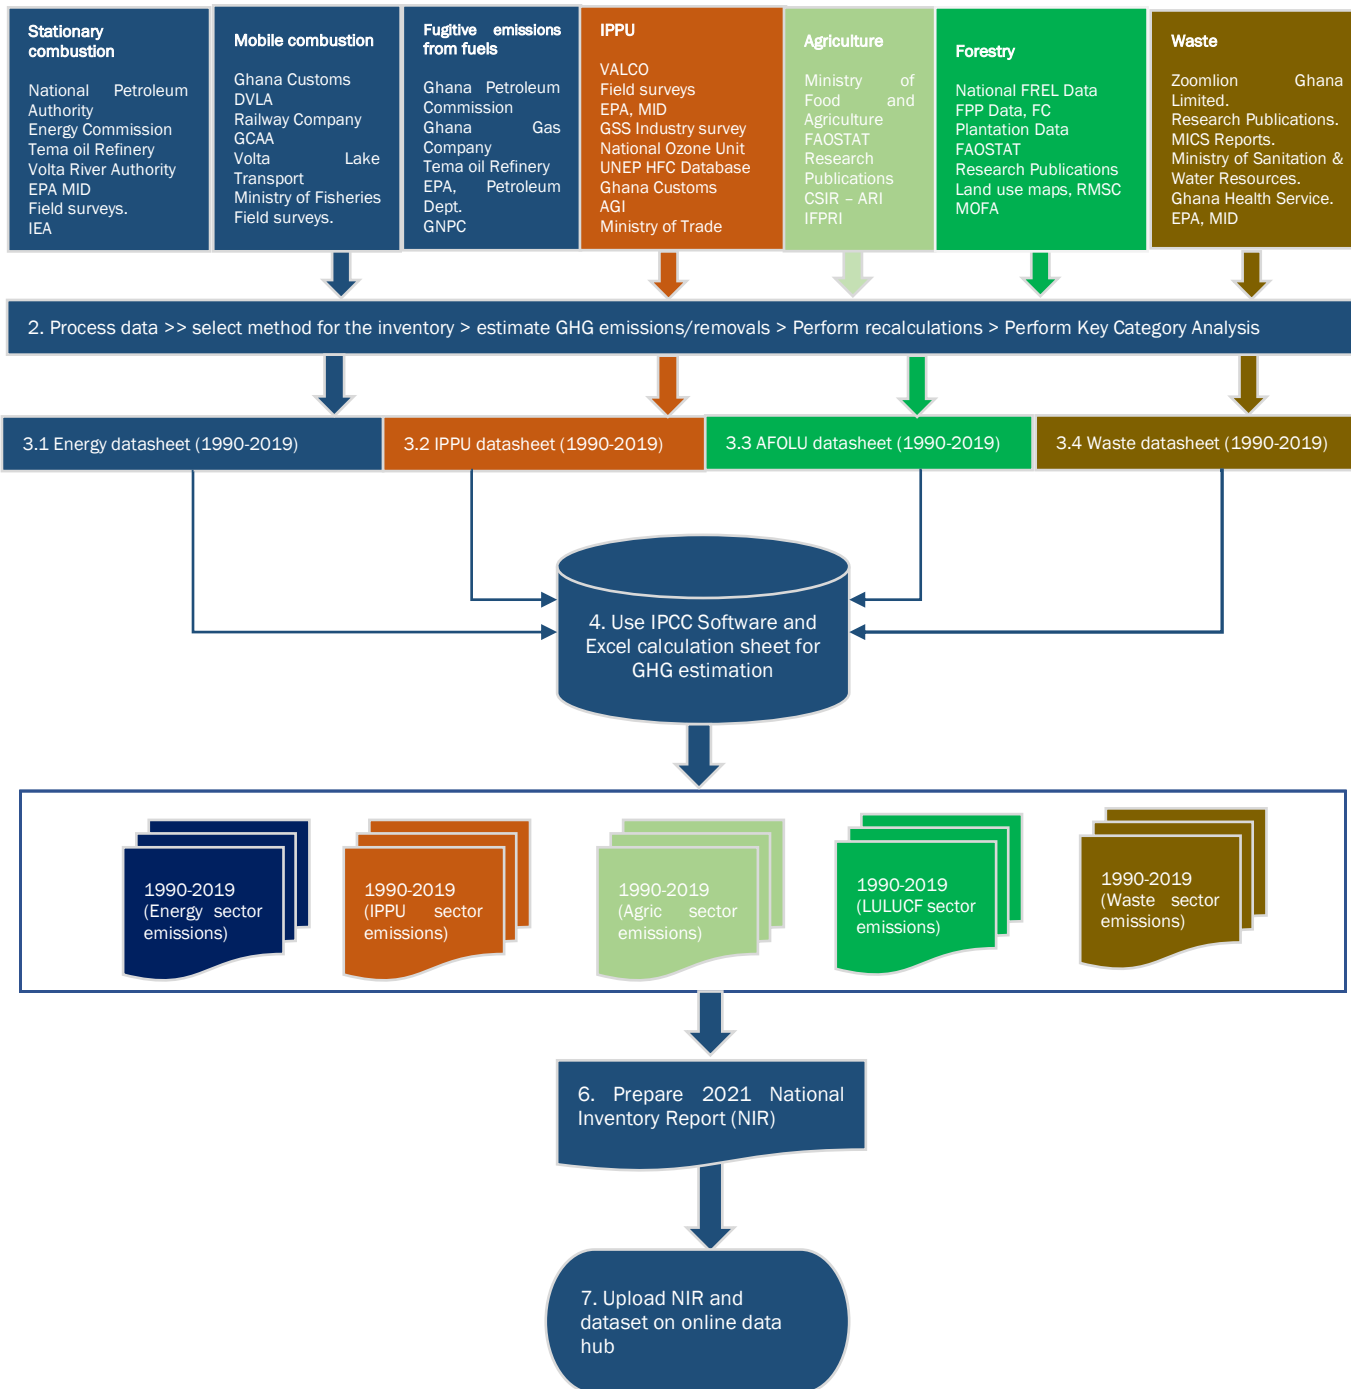 Stationary
combustion
National Petroleum
Authority
Energy Commission
Tema oil Refinery
Volta River Authority
EPA MID
Field surveys.
IEA
Mobile combustion
Ghana Customs
DVLA
Railway Company
GCAA
Volta Lake
Transport
Ministry of Fisheries
Field surveys.
Fugitive emissions
from fuels
Ghana Petroleum
Commission
Ghana Gas
Company
Tema oil Refinery
EPA, Petroleum
Dept.
GNPC
IPPU
VALCO
Field surveys
EPA, MID
GSS Industry survey
National Ozone Unit
UNEP HFC Database
Ghana Customs
AGI
Ministry of Trade
Agriculture
Ministry of
Food and
Agriculture
FAOSTAT
Research
Publications
CSIR – ARI
IFPRI
Forestry
National FREL Data
FPP Data, FC
Plantation Data
FAOSTAT
Research Publications
Land use maps, RMSC
MOFA
Waste
Zoomlion Ghana
Limited.
Research Publications.
MICS Reports.
Ministry of Sanitation &
Water Resources.
Ghana Health Service.
EPA, MID
2. Process data >> select method for the inventory > estimate GHG emissions/removals > Perform recalculations > Perform Key Category Analysis
3.1 Energy datasheet (1990-2019)
3.2 IPPU datasheet (1990-2019)
3.3 AFOLU datasheet (1990-2019)
3.4 Waste datasheet (1990-2019)
4. Use IPCC Software and
Excel calculation sheet for
GHG estimation
1990-2019
(Energy sector
emissions)
1990-2019
(IPPU sector
emissions)
1990-2019
(Agric sector
emissions)
1990-2019
(LULUCF sector
emissions)
1990-2019
(Waste sector
emissions)
6. Prepare 2021 National
Inventory Report (NIR)
7. Upload NIR and
dataset on online data
hub